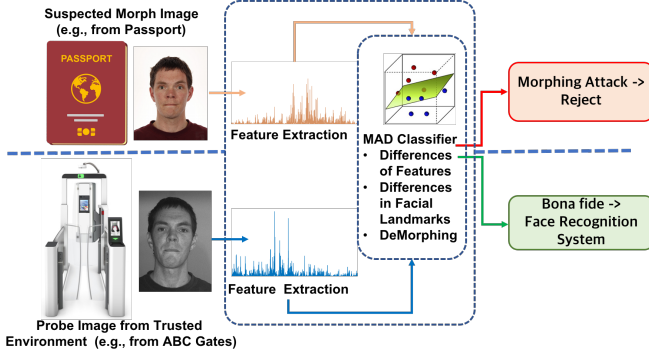 Suspected Morph Image
(e.g., from Passport)
PASSPORT
Feature Extraction
MAD Classifier
• Differences
of Features
• Differences
in Facial
Landmarks
• DeMorphing
Morphing Attack ->
Reject
Bona fide ->
Face Recognition
System
Feature Extraction
Probe Image from Trusted
Environment (e.g., from ABC Gates)